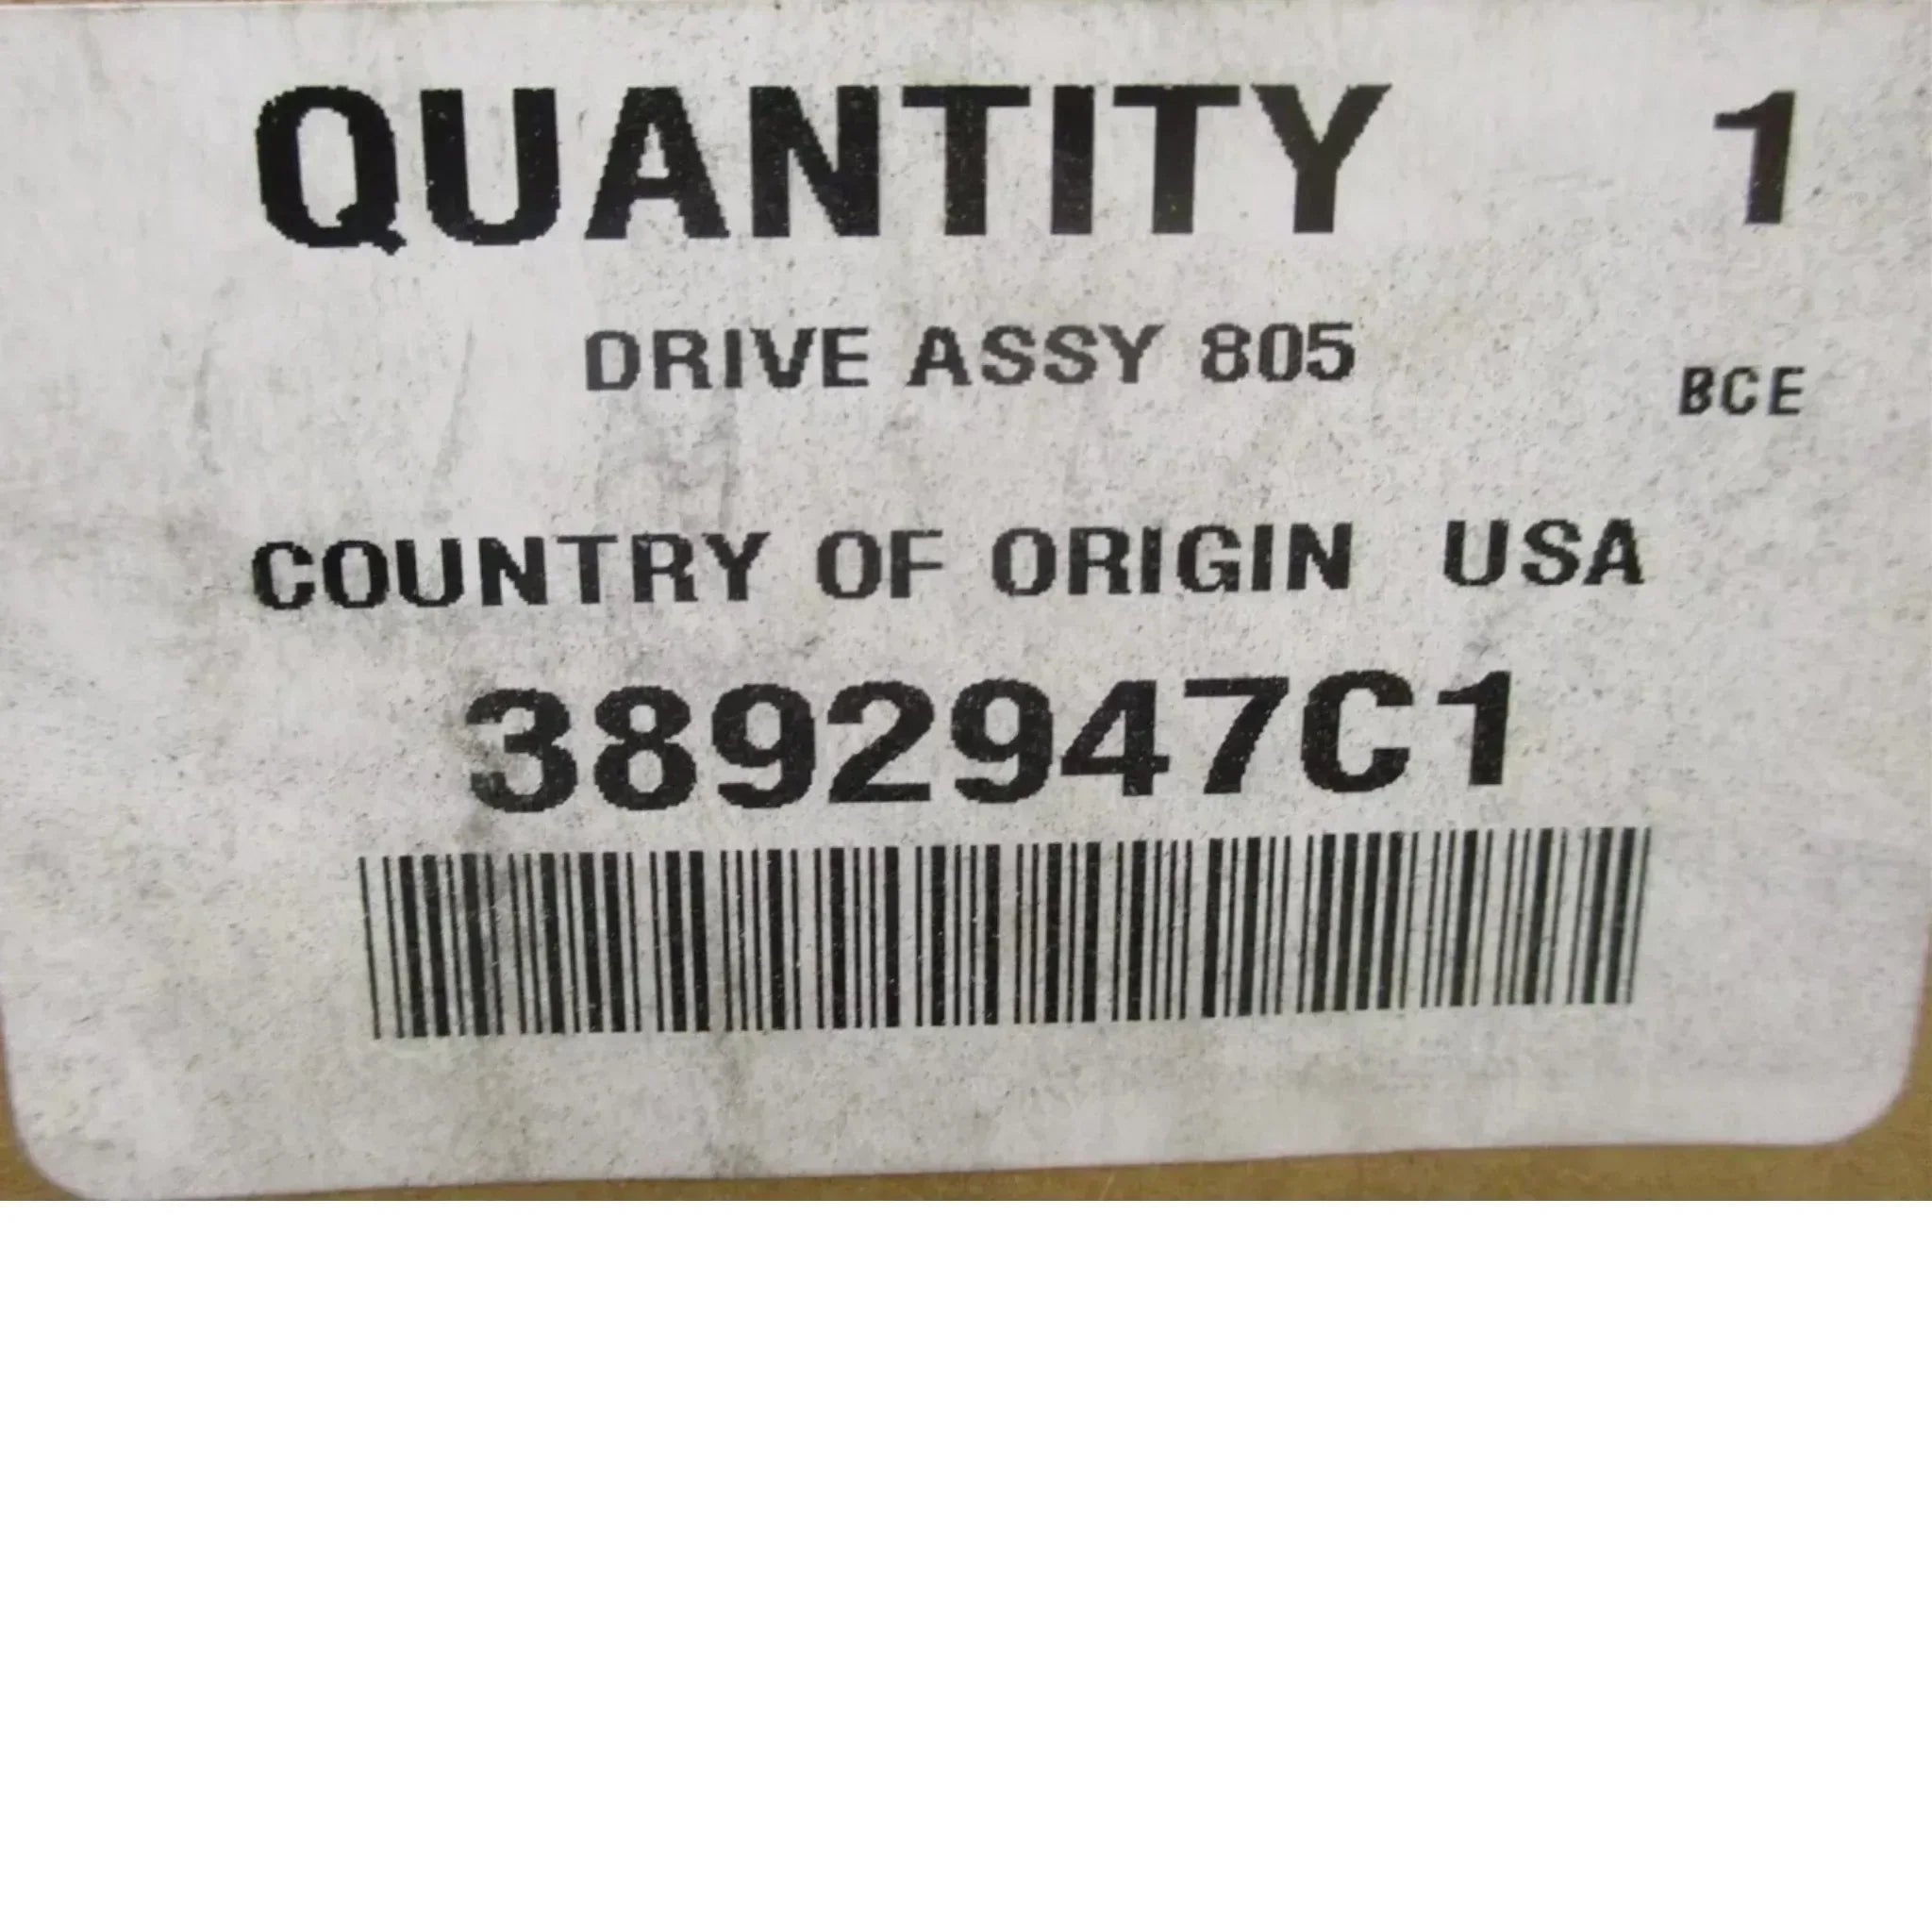 QUANTITY 1
DRIVE ASSY 805
BCE
COUNTRY OF ORIGIN USA
3892947C1